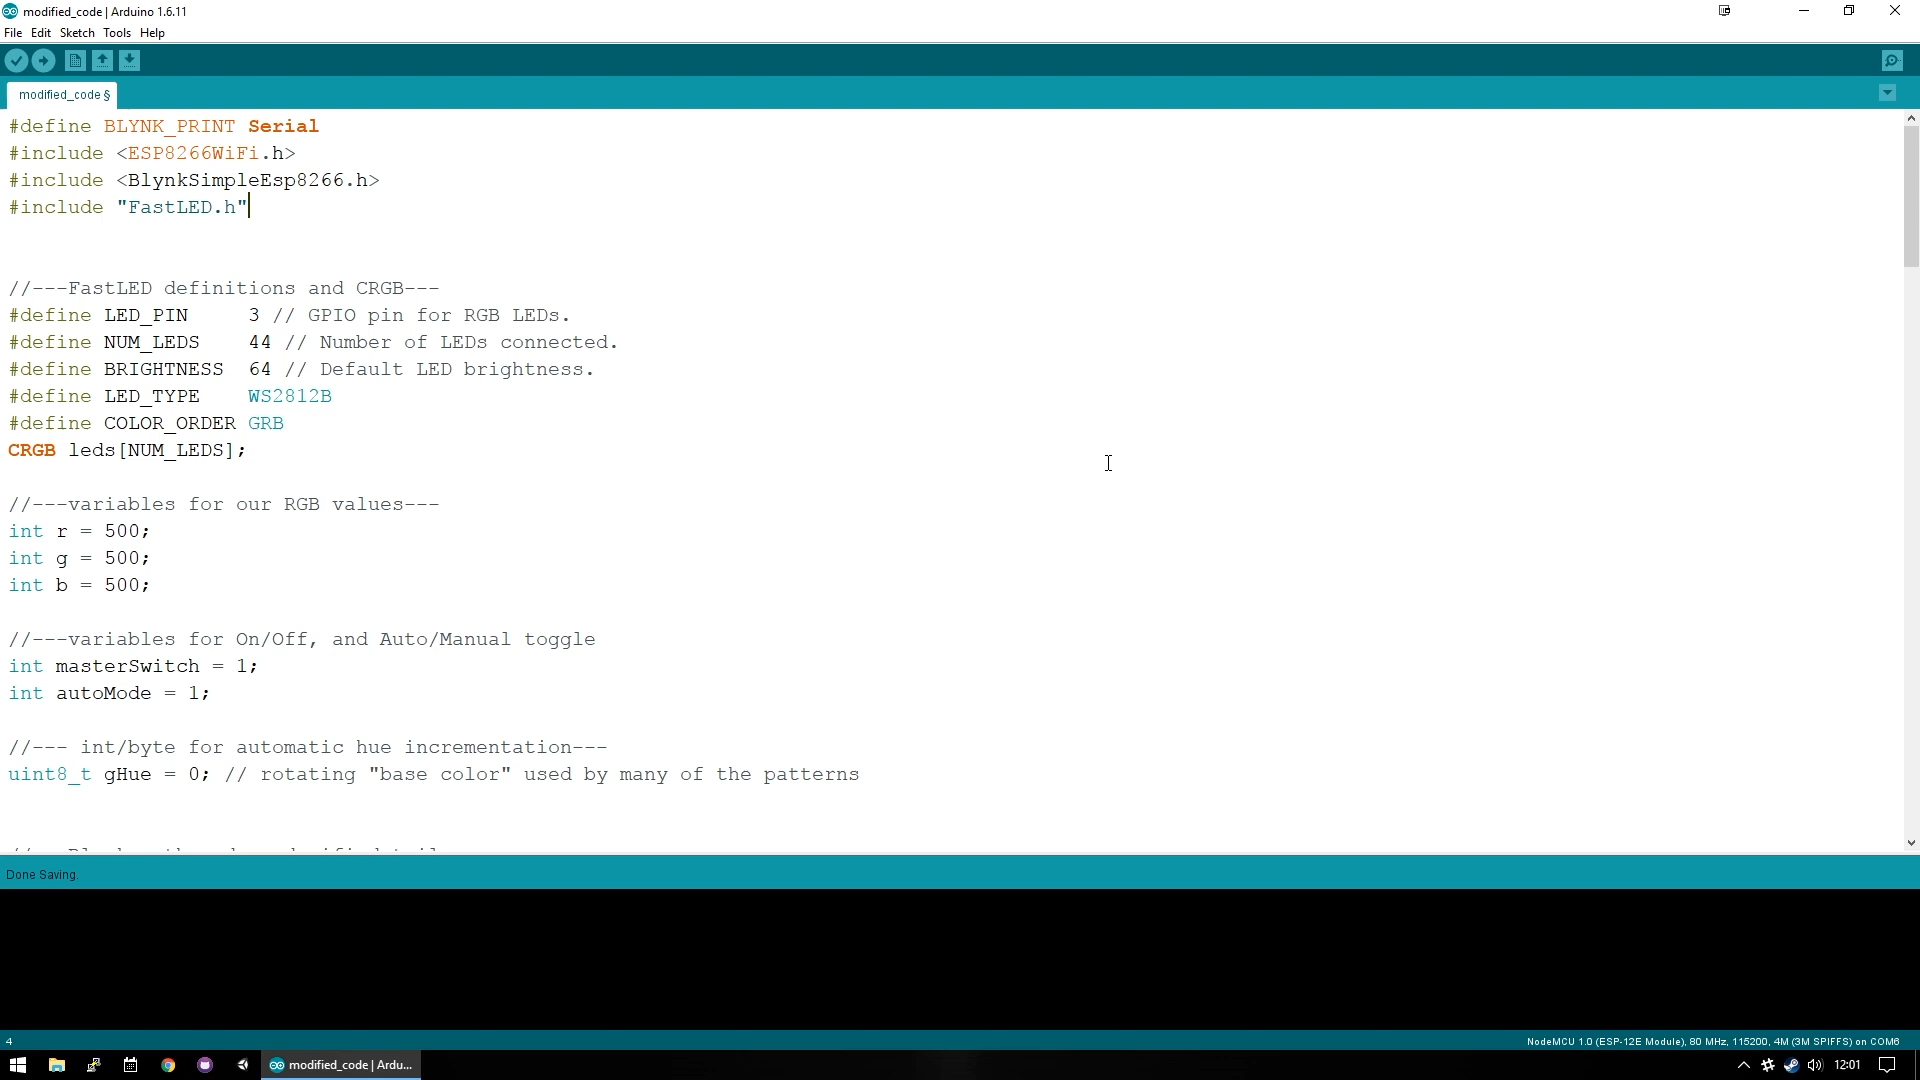 modified_code | Arduino 1.6.11
File Edit Sketch Tools Help
modified_code §
#define BLYNK_PRINT Serial
#include <ESP8266WiFi.h>
#include <BlynkSimpleEsp8266.h>
#include "FastLED.h"
//---FastLED definitions and CRGB---
#define LED_PIN     3 // GPIO pin for RGB LEDs.
#define NUM_LEDS    44 // Number of LEDs connected.
#define BRIGHTNESS  64 // Default LED brightness.
#define LED_TYPE    WS2812B
#define COLOR_ORDER GRB
CRGB leds[NUM_LEDS];
//---variables for our RGB values---
int r = 500;
int g = 500;
int b = 500;
//---variables for On/Off, and Auto/Manual toggle
int masterSwitch = 1;
int autoMode = 1;
//--- int/byte for automatic hue incrementation---
uint8_t gHue = 0; // rotating "base color" used by many of the patterns
Done Saving.
4
NodeMCU 1.0 (ESP-12E Module), 80 MHz, 115200, 4M (3M SPIFFS) on COM6
modified_code | Ardu...
12:01